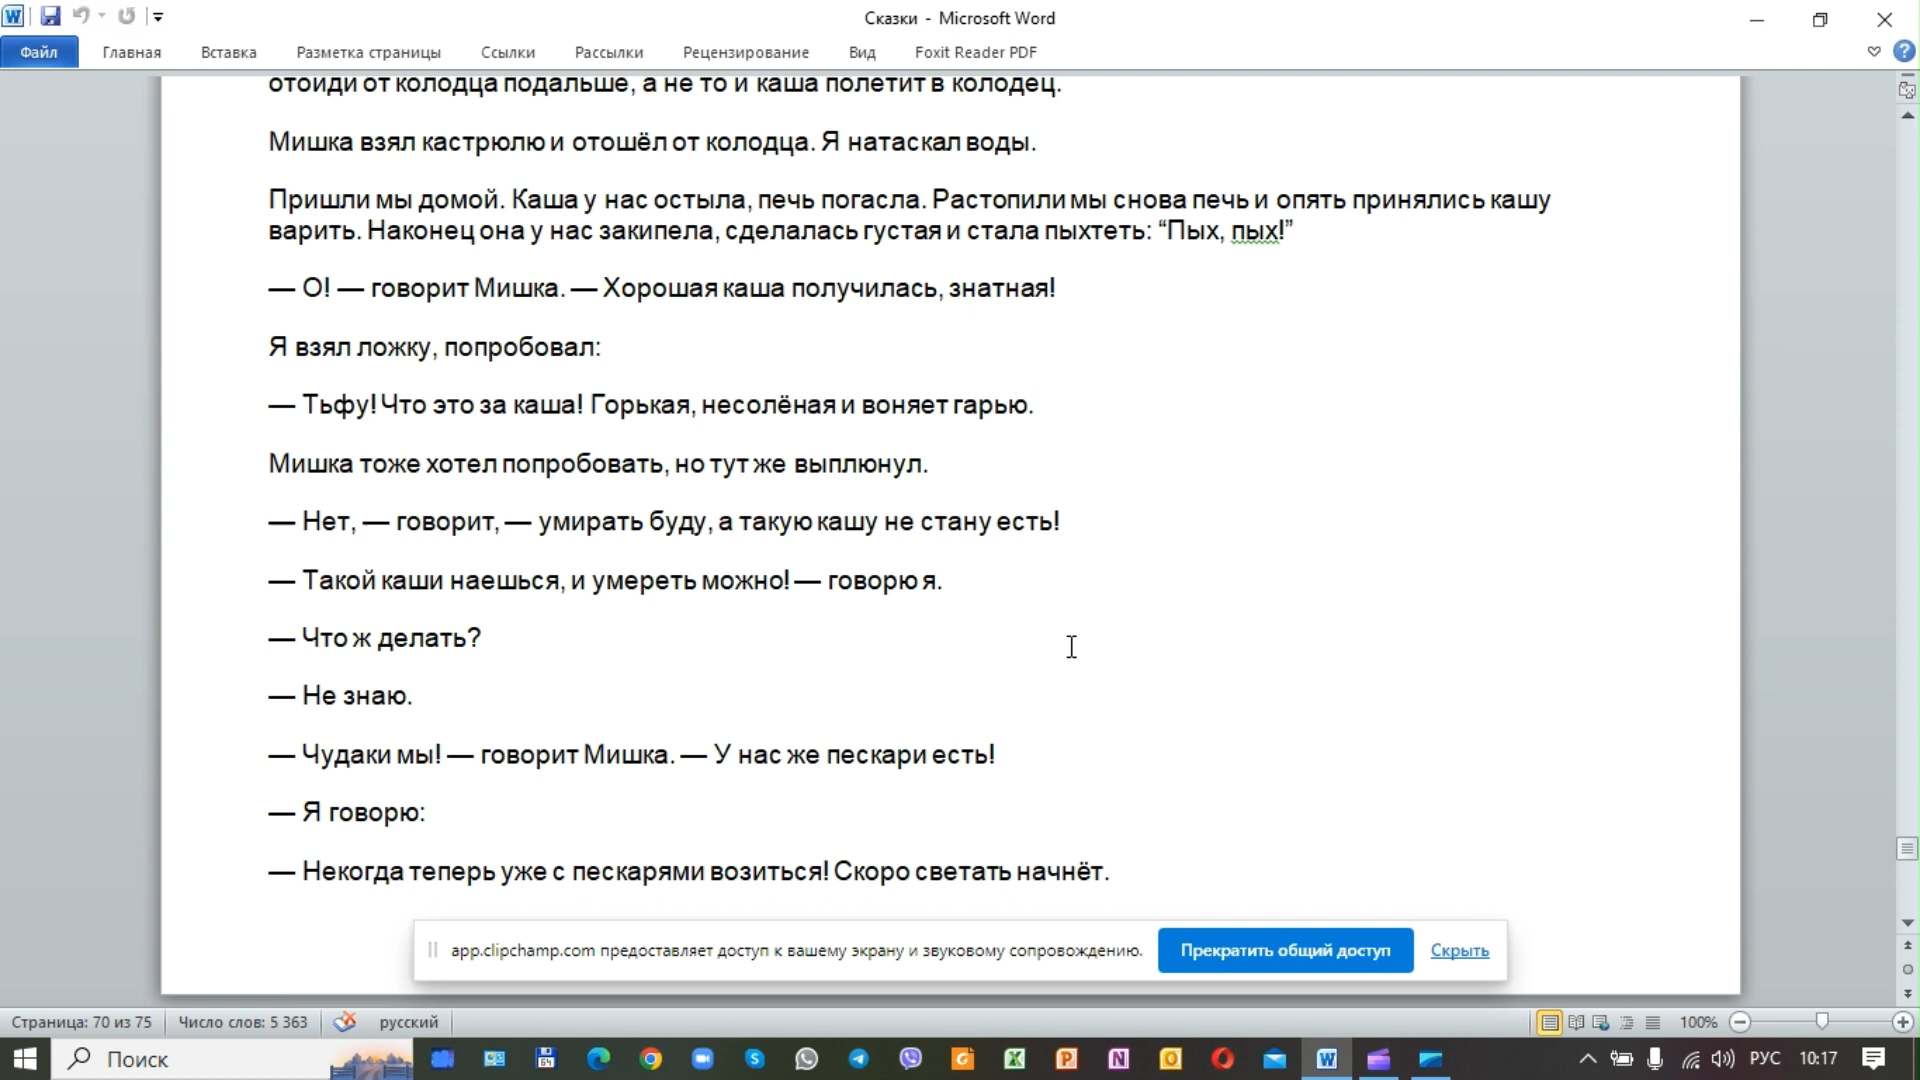 Сказки - Microsoft Word
Файл Главная Вставка Разметка страницы Ссылки Рассылки Рецензирование Вид Foxit Reader PDF
отойди от колодца подальше, а не то и каша полетит в колодец.
Мишка взял кастрюлю и отошёл от колодца. Я натаскал воды.
Пришли мы домой. Каша у нас остыла, печь погасла. Растопили мы снова печь и опять принялись кашу
варить. Наконец она у нас закипела, сделалась густая и стала пыхтеть: “Пых, пых!”
— О! — говорит Мишка. — Хорошая каша получилась, знатная!
Я взял ложку, попробовал:
— Тьфу! Что это за каша! Горькая, несолёная и воняет гарью.
Мишка тоже хотел попробовать, но тут же выплюнул.
— Нет, — говорит, — умирать буду, а такую кашу не стану есть!
— Такой каши наешься, и умереть можно! — говорю я.
— Что ж делать?
— Не знаю.
— Чудаки мы! — говорит Мишка. — У нас же пескари есть!
— Я говорю:
— Некогда теперь уже с пескарями возиться! Скоро светать начнёт.
app.clipchamp.com предоставляет доступ к вашему экрану и звуковому сопровождению. Прекратить общий доступ Скрыть
Страница: 70 из 75 Число слов: 5 363 русский 100%
Поиск 64 РУС 10:17